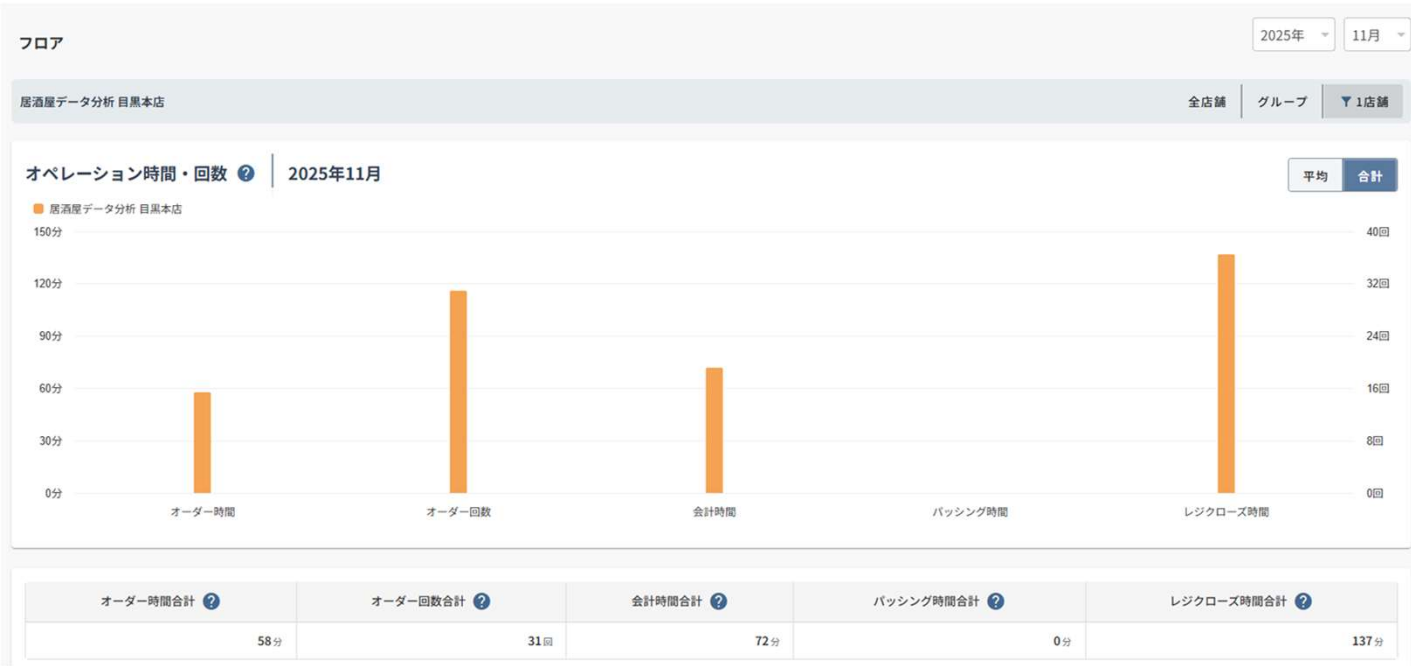 フロア
2025年 11月
居酒屋データ分析 目黒本店 全店舗 グループ 1店舗
オペレーション時間・回数 ? 2025年11月 平均 合計
居酒屋データ分析 目黒本店
150分 40回
120分 32回
90分 24回
60分 16回
30分 8回
0分 0回
オーダー時間 オーダー回数 会計時間 バッシング時間 レジクローズ時間
オーダー時間合計 ? オーダー回数合計 ? 会計時間合計 ? バッシング時間合計 ? レジクローズ時間合計 ?
58分 31回 72分 0分 137分